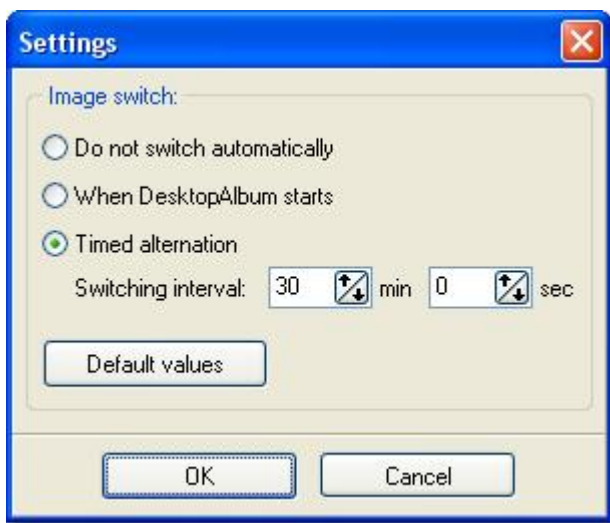 Settings
Image switch:
Do not switch automatically
When DesktopAlbum starts
Timed alternation
Switching interval: 30 min 0 sec
Default values
OK Cancel